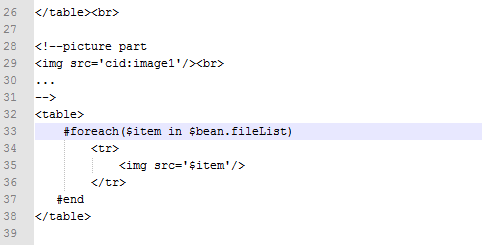 26 </table><br>
27
28 <!--picture part
29 <img src='cid:image1'/><br>
30 ...
31 -->
32 <table>
33     #foreach($item in $bean.fileList)
34         <tr>
35             <img src='$item'/>
36         </tr>
37    #end
38 </table>
39